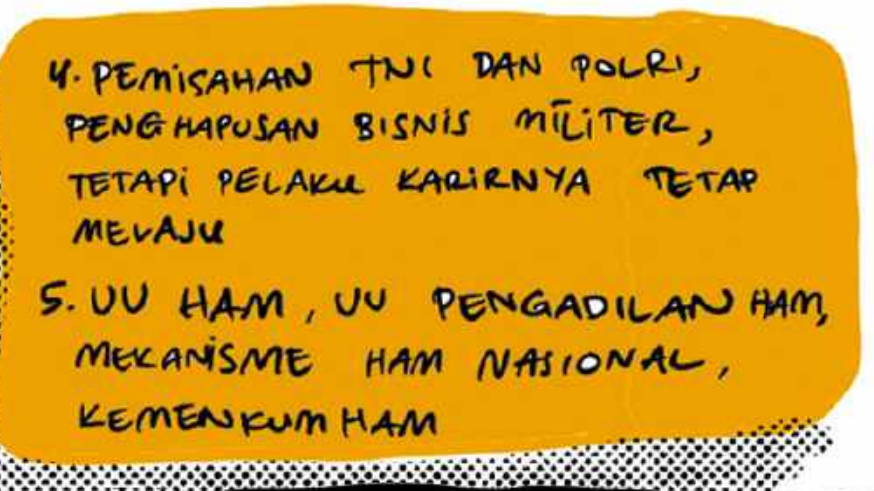 4. PEMISAHAN TNI DAN POLRI,
PENGHAPUSAN BISNIS MILITER,
TETAPI PELAKU KARIRNYA TETAP
MELAJU
5. UU HAM, UU PENGADILAN HAM,
MEKANISME HAM NASIONAL,
KEMENKUMHAM